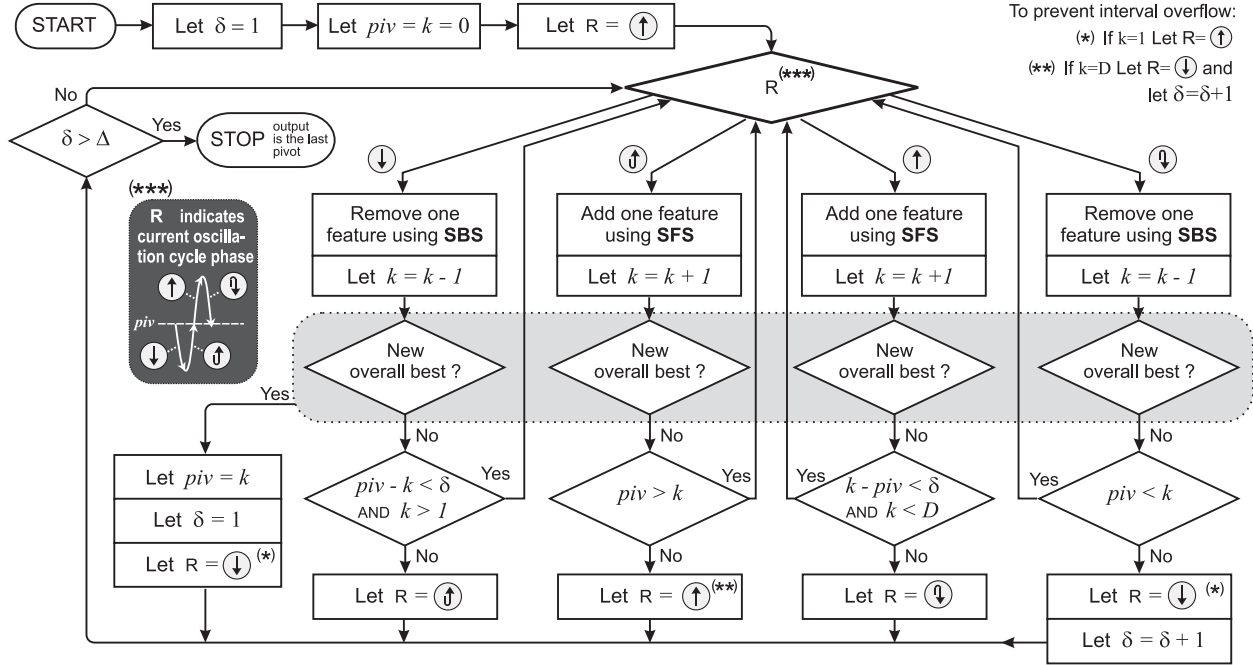 START
Let δ = 1
Let piv = k = 0
Let R = ↑
To prevent interval overflow:
(*) If k=1 Let R= ↑
(**) If k=D Let R= ↓ and
let δ=δ+1
R(***)
No
δ > Δ
Yes
STOP output
is the last
pivot
(***)
R indicates
current oscilla-
tion cycle phase
piv
Remove one
feature using SBS
Let k = k - 1
Add one feature
using SFS
Let k = k + 1
Add one feature
using SFS
Let k = k +1
Remove one
feature using SBS
Let k = k - 1
New
overall best ?
New
overall best ?
New
overall best ?
New
overall best ?
Yes
No
No
No
No
Let piv = k
Let δ = 1
Let R = ↓ (*)
piv - k < δ
AND k > 1
Yes
piv > k
Yes
k - piv < δ
AND k < D
Yes
piv < k
Yes
No
No
No
No
Let R =
Let R = ↑ (**)
Let R =
Let R = ↓ (*)
Let δ = δ + 1